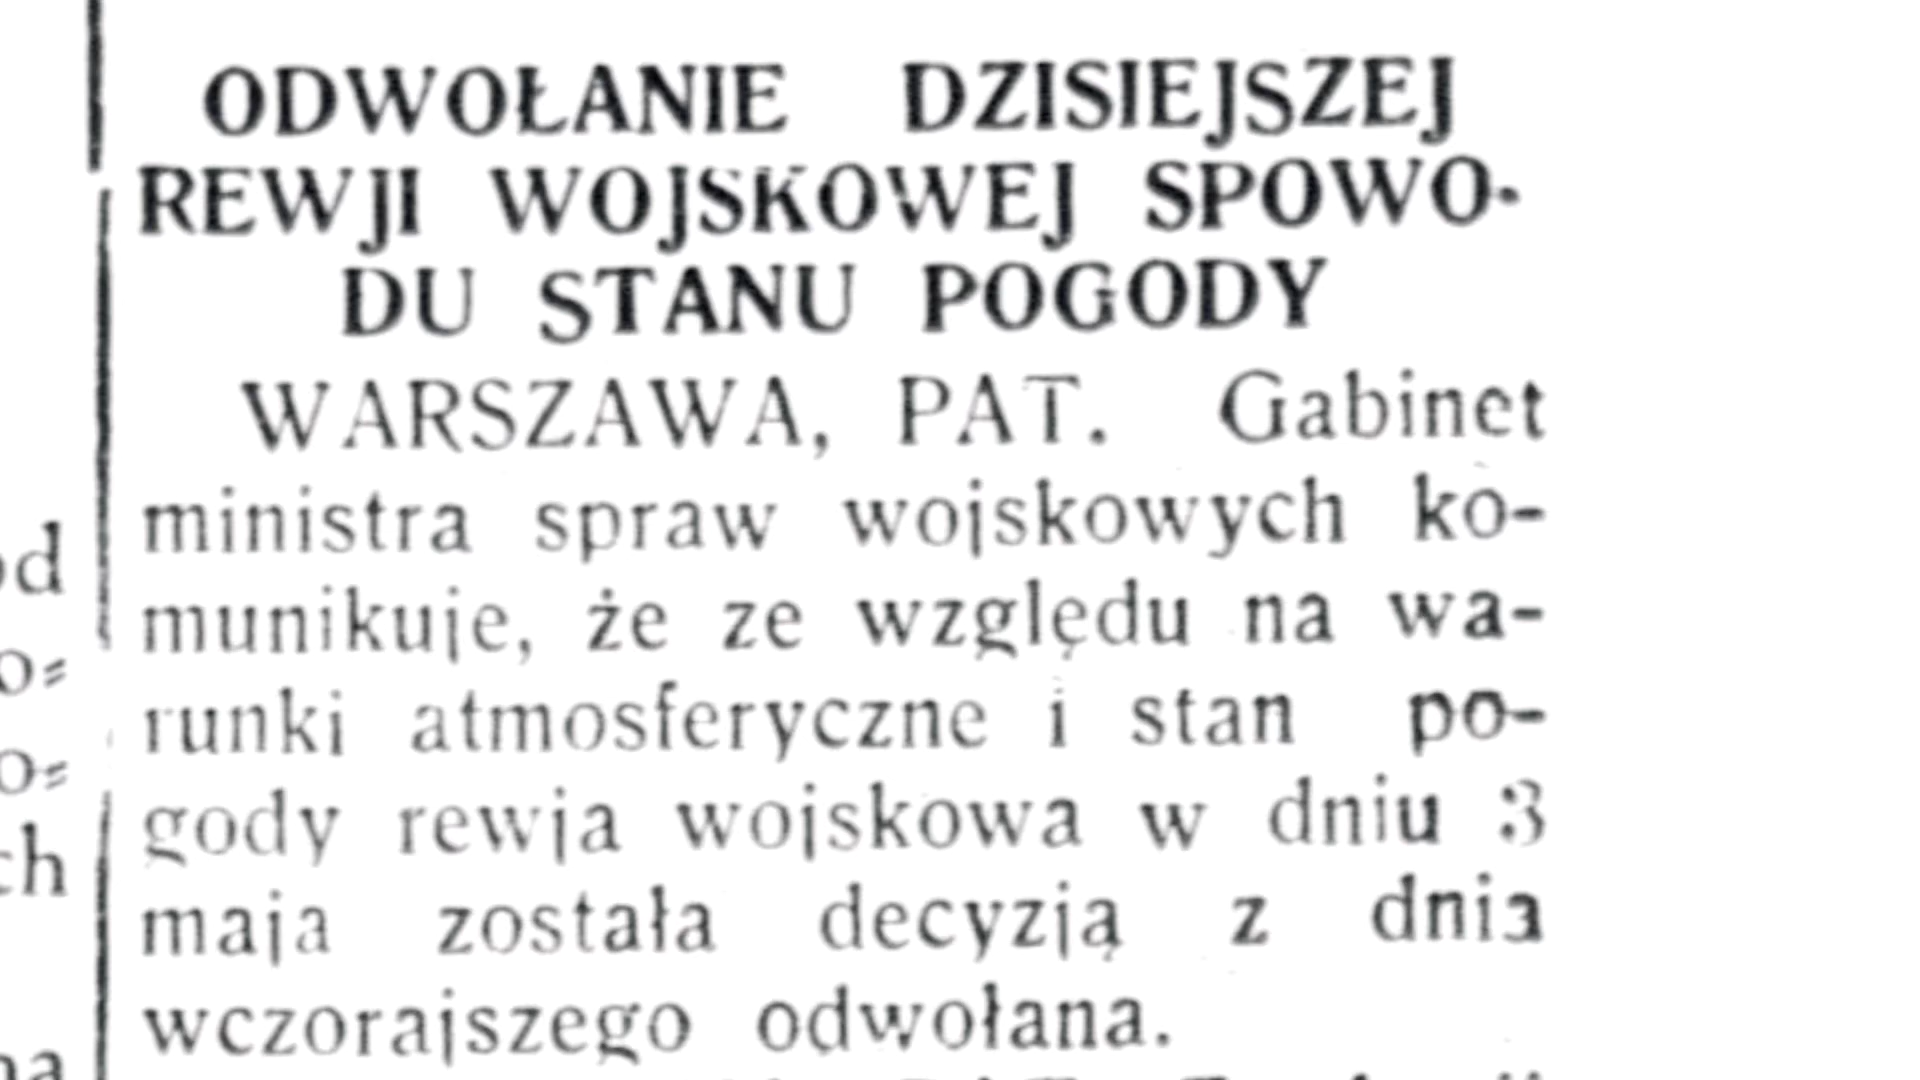 ODWOŁANIE DZISIEJSZEJ
REWJI WOJSKOWEJ SPOWO-
DU STANU POGODY
WARSZAWA, PAT. Gabinet
ministra spraw wojskowych ko-
munikuje, że ze względu na wa-
runki atmosferyczne i stan po-
gody rewja wojskowa w dniu 3
maja została decyzją z dnia
wczorajszego odwołana.